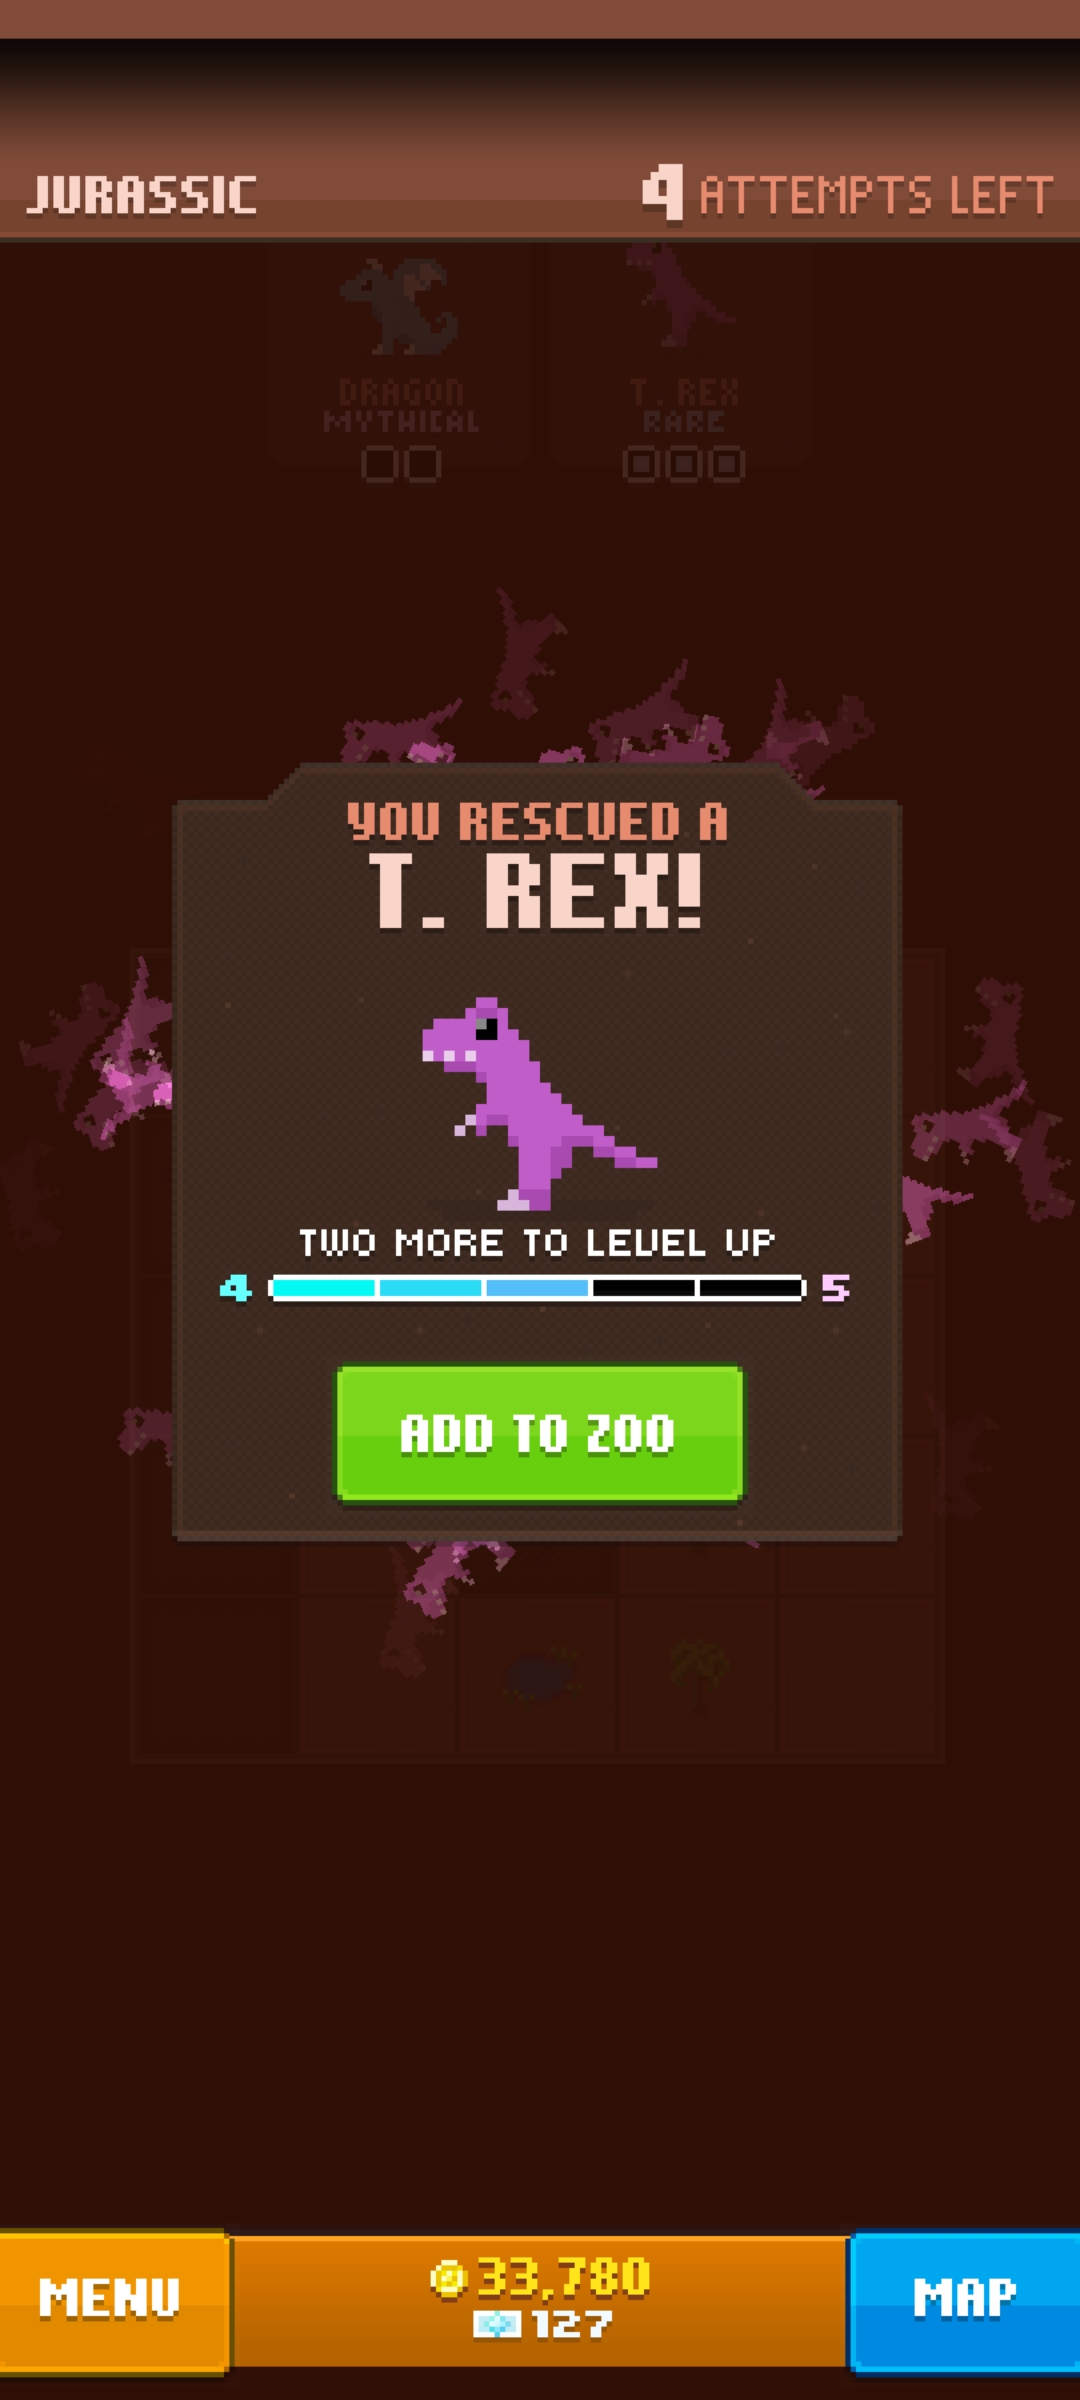 JURASSIC
4 ATTEMPTS LEFT
DRAGON
MYTHICAL
T. REX
RARE
YOU RESCUED A
T. REX!
TWO MORE TO LEVEL UP
4
5
ADD TO ZOO
MENU
33,780
127
MAP